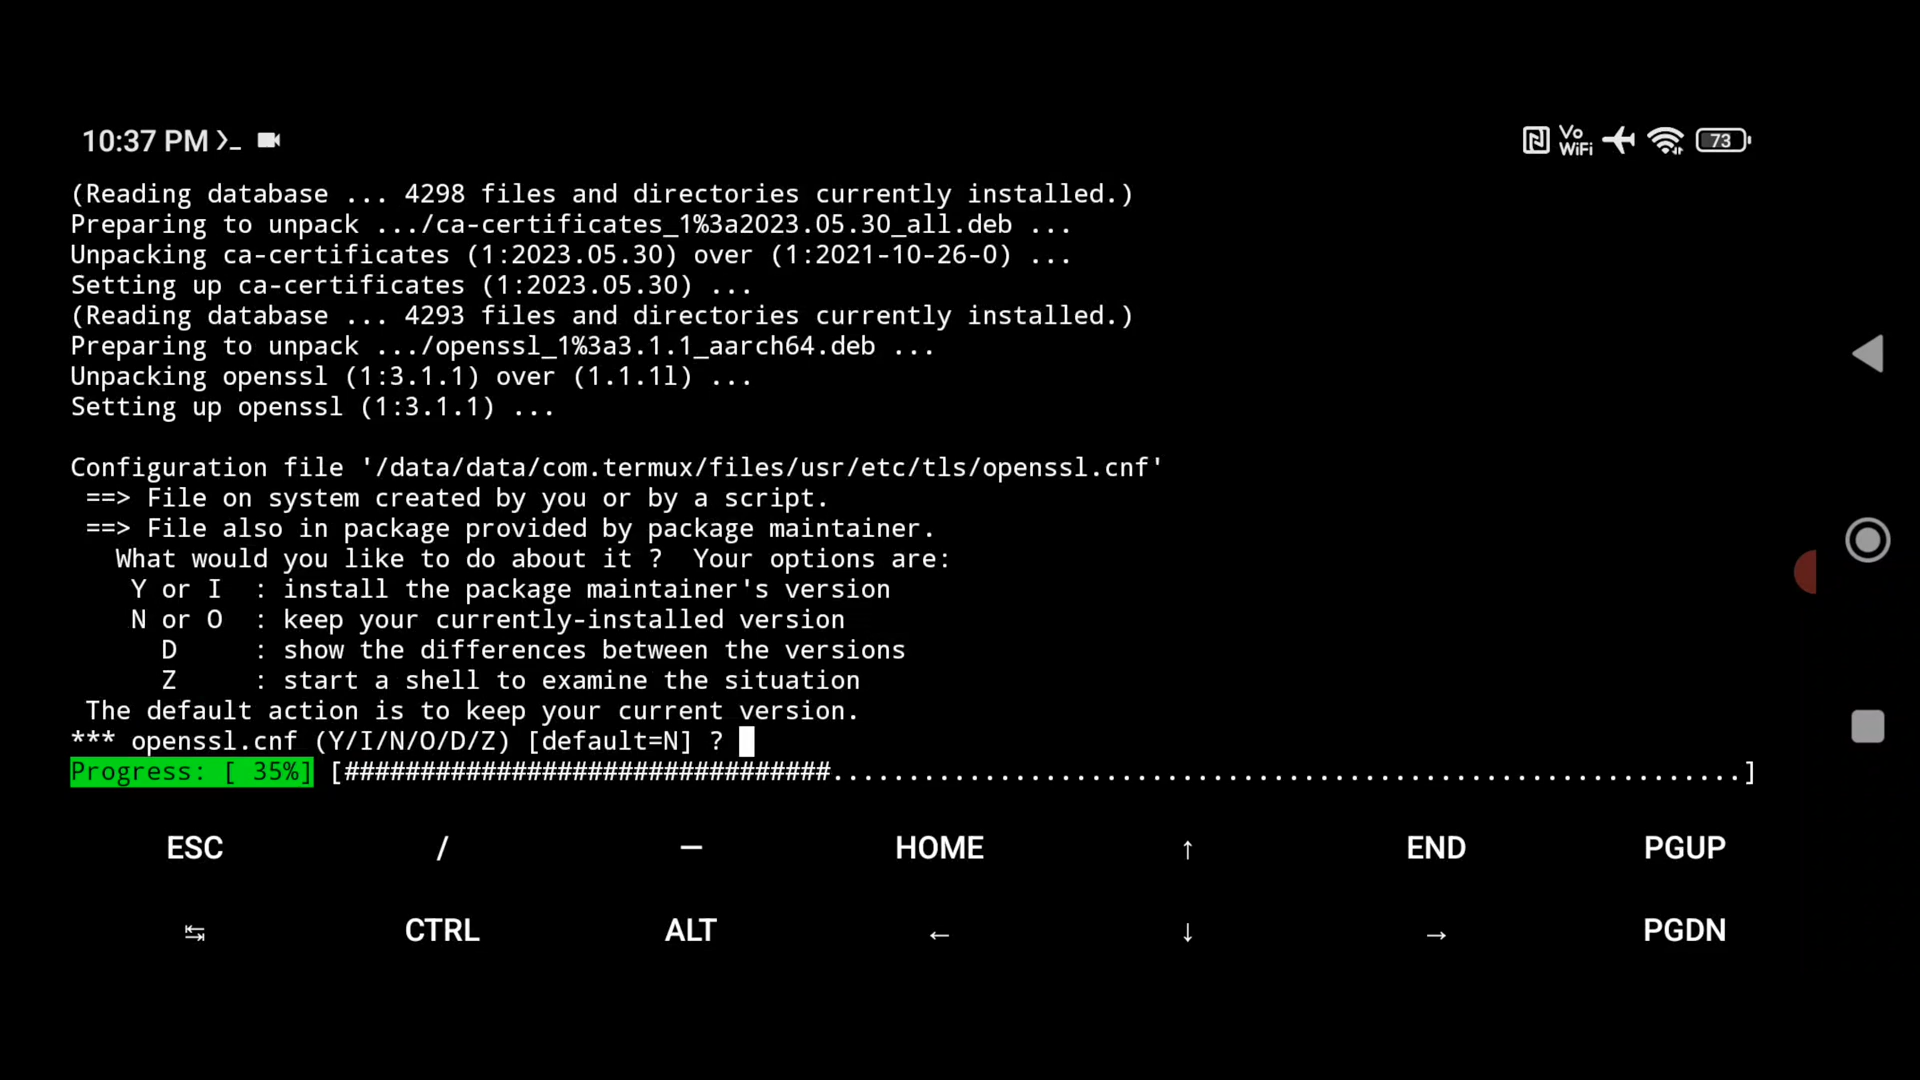 10:37 PM
Vo
WiFi
73
(Reading database ... 4298 files and directories currently installed.)
Preparing to unpack .../ca-certificates_1%3a2023.05.30_all.deb ...
Unpacking ca-certificates (1:2023.05.30) over (1:2021-10-26-0) ...
Setting up ca-certificates (1:2023.05.30) ...
(Reading database ... 4293 files and directories currently installed.)
Preparing to unpack .../openssl_1%3a3.1.1_aarch64.deb ...
Unpacking openssl (1:3.1.1) over (1.1.1l) ...
Setting up openssl (1:3.1.1) ...
Configuration file '/data/data/com.termux/files/usr/etc/tls/openssl.cnf'
==> File on system created by you or by a script.
==> File also in package provided by package maintainer.
What would you like to do about it ?  Your options are:
Y or I  : install the package maintainer's version
N or O  : keep your currently-installed version
D     : show the differences between the versions
Z     : start a shell to examine the situation
The default action is to keep your current version.
*** openssl.cnf (Y/I/N/O/D/Z) [default=N] ?
Progress: [ 35%] [################################............................................................]
ESC / — HOME ↑ END PGUP
↹ CTRL ALT ← ↓ → PGDN